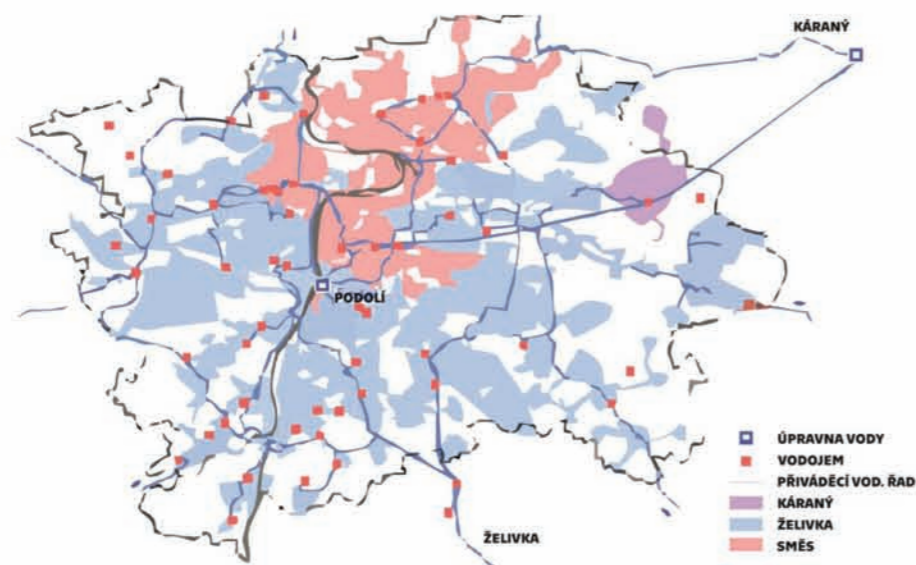 KÁRANÝ
PODOLÍ
ŽELIVKA
ÚPRAVNA VODY
VODOJEM
PŘIVÁDĚCÍ VOD. ŘAD
KÁRANÝ
ŽELIVKA
SMĚS